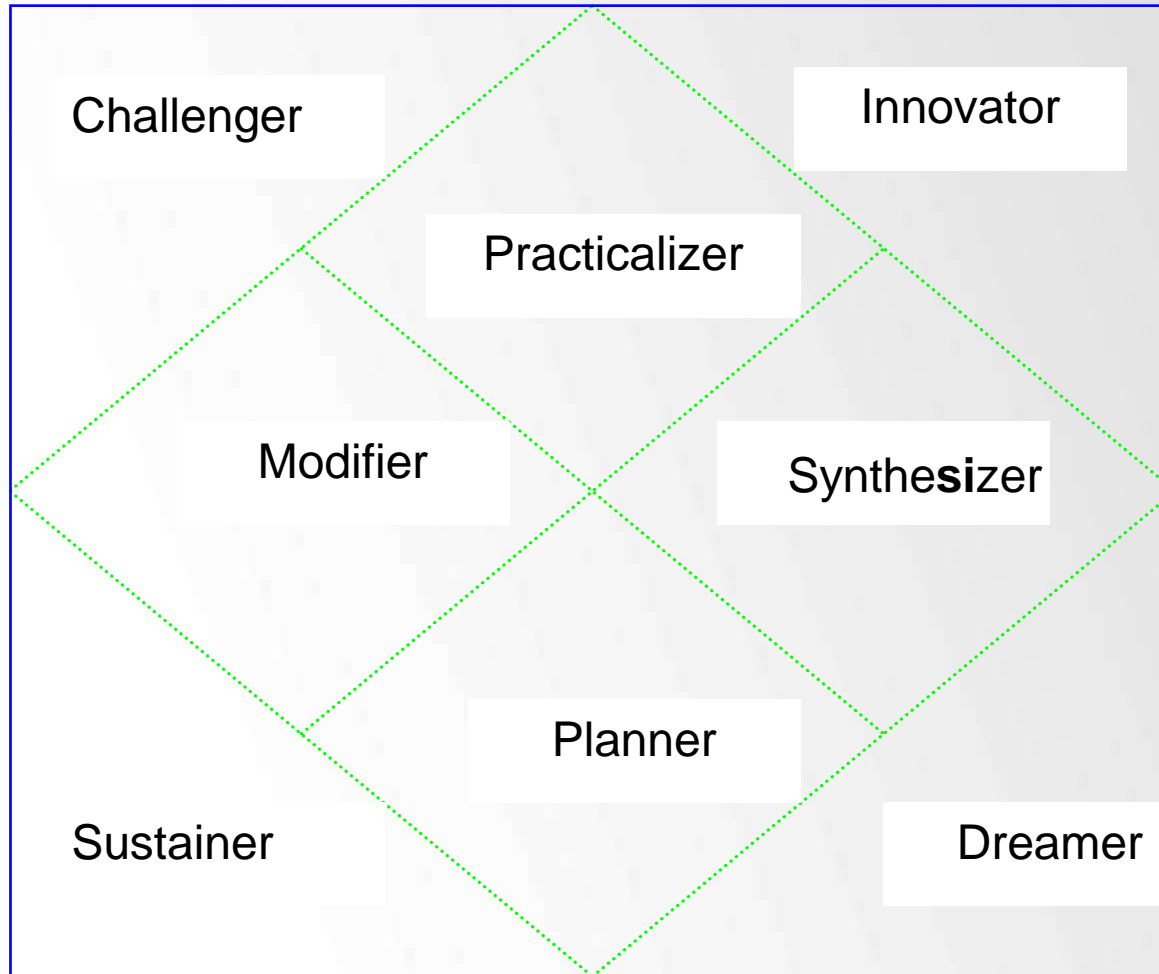 Challenger
Innovator
Practicalizer
Modifier
Synthesizer
Planner
Sustainer
Dreamer